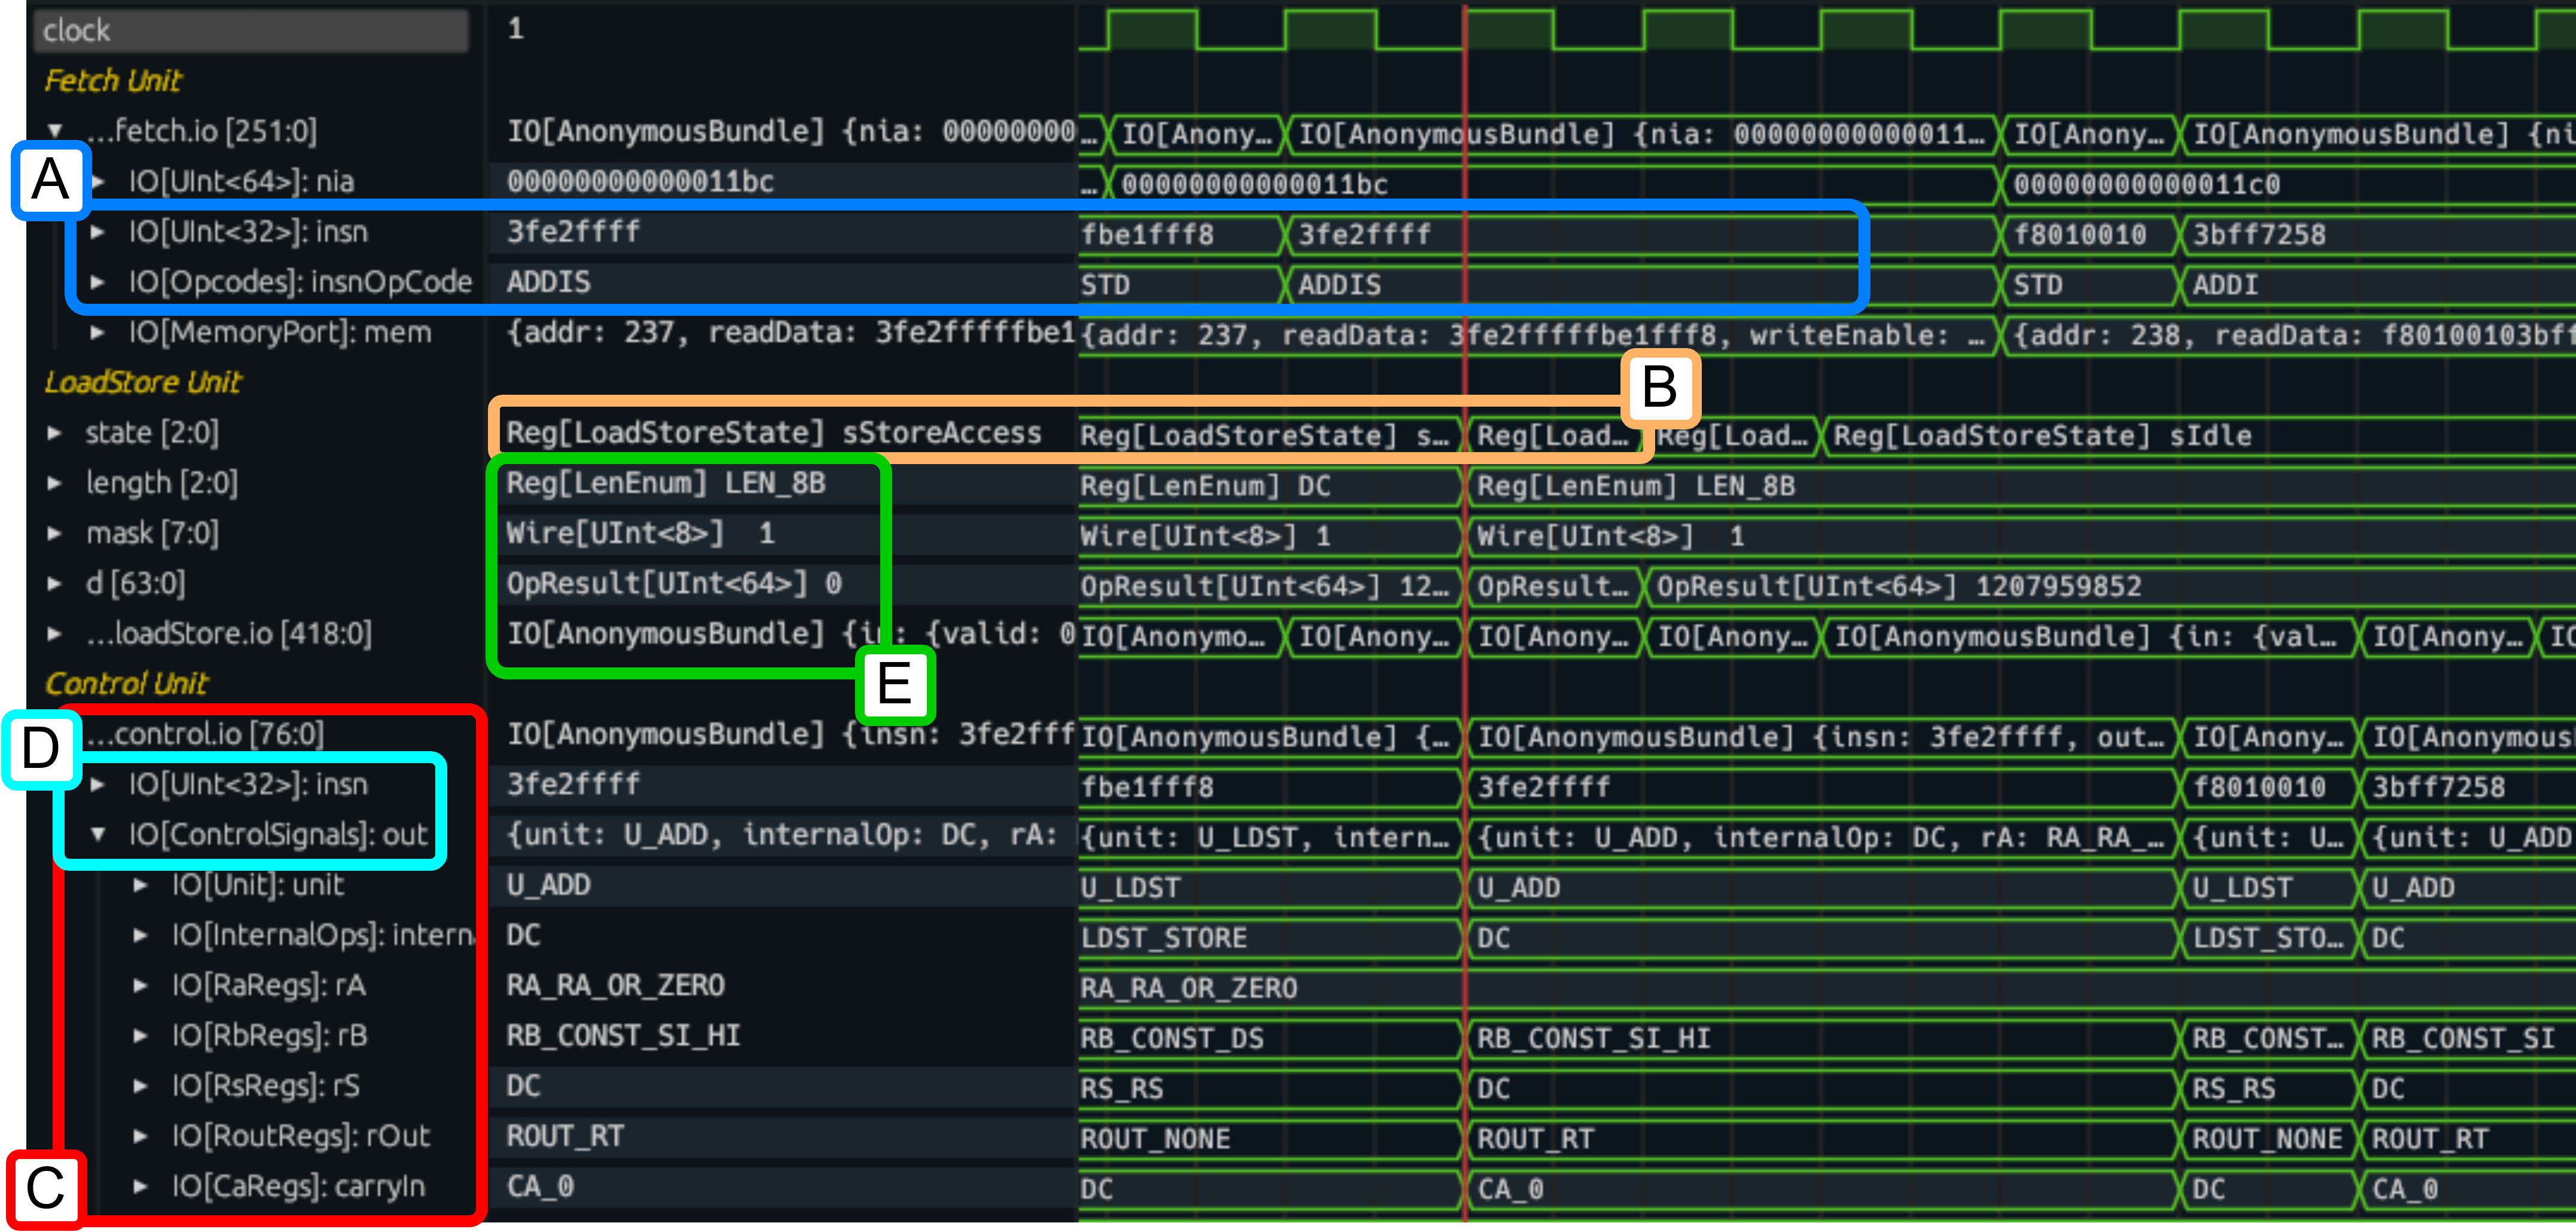 clock 1
Fetch Unit
...fetch.io [251:0] IO[AnonymousBundle] {nia: 00000000 ... IO[Anony... IO[AnonymousBundle] {nia: 00000000000011... IO[Anony... IO[AnonymousBundle] {ni
A
IO[UInt<64>]: nia 00000000000011bc ... 00000000000011bc 00000000000011c0
IO[UInt<32>]: insn 3fe2ffff fbe1fff8 3fe2ffff f8010010 3bff7258
IO[Opcodes]: insnOpCode ADDIS STD ADDIS STD ADDI
IO[MemoryPort]: mem {addr: 237, readData: 3fe2fffffbe1 {addr: 237, readData: 3fe2fffffbe1fff8, writeEnable: ... {addr: 238, readData: f80100103bff
LoadStore Unit
B
state [2:0] Reg[LoadStoreState] sStoreAccess Reg[LoadStoreState] s... Reg[Load... Reg[Load... Reg[LoadStoreState] sIdle
length [2:0] Reg[LenEnum] LEN_8B Reg[LenEnum] DC Reg[LenEnum] LEN_8B
mask [7:0] Wire[UInt<8>] 1 Wire[UInt<8>] 1 Wire[UInt<8>] 1
d [63:0] OpResult[UInt<64>] 0 OpResult[UInt<64>] 12... OpResult... OpResult[UInt<64>] 1207959852
...loadStore.io [418:0] IO[AnonymousBundle] {in: {valid: 0 IO[Anonymo... IO[Anony... IO[Anony... IO[Anony... IO[AnonymousBundle] {in: {val... IO[Anony... IO
E
Control Unit
D
...control.io [76:0] IO[AnonymousBundle] {insn: 3fe2fff IO[AnonymousBundle] {... IO[AnonymousBundle] {insn: 3fe2ffff, out... IO[Anony... IO[Anonymous
IO[UInt<32>]: insn 3fe2ffff fbe1fff8 3fe2ffff f8010010 3bff7258
IO[ControlSignals]: out {unit: U_ADD, internalOp: DC, rA: {unit: U_LDST, intern... {unit: U_ADD, internalOp: DC, rA: RA_RA_... {unit: U... {unit: U_ADD
IO[Unit]: unit U_ADD U_LDST U_ADD U_LDST U_ADD
IO[InternalOps]: intern DC LDST_STORE DC LDST_STO... DC
IO[RaRegs]: rA RA_RA_OR_ZERO RA_RA_OR_ZERO
IO[RbRegs]: rB RB_CONST_SI_HI RB_CONST_DS RB_CONST_SI_HI RB_CONST... RB_CONST_SI
IO[RsRegs]: rS DC RS_RS DC RS_RS DC
IO[RoutRegs]: rOut ROUT_RT ROUT_NONE ROUT_RT ROUT_NONE ROUT_RT
C
IO[CaRegs]: carryIn CA_0 DC CA_0 DC CA_0